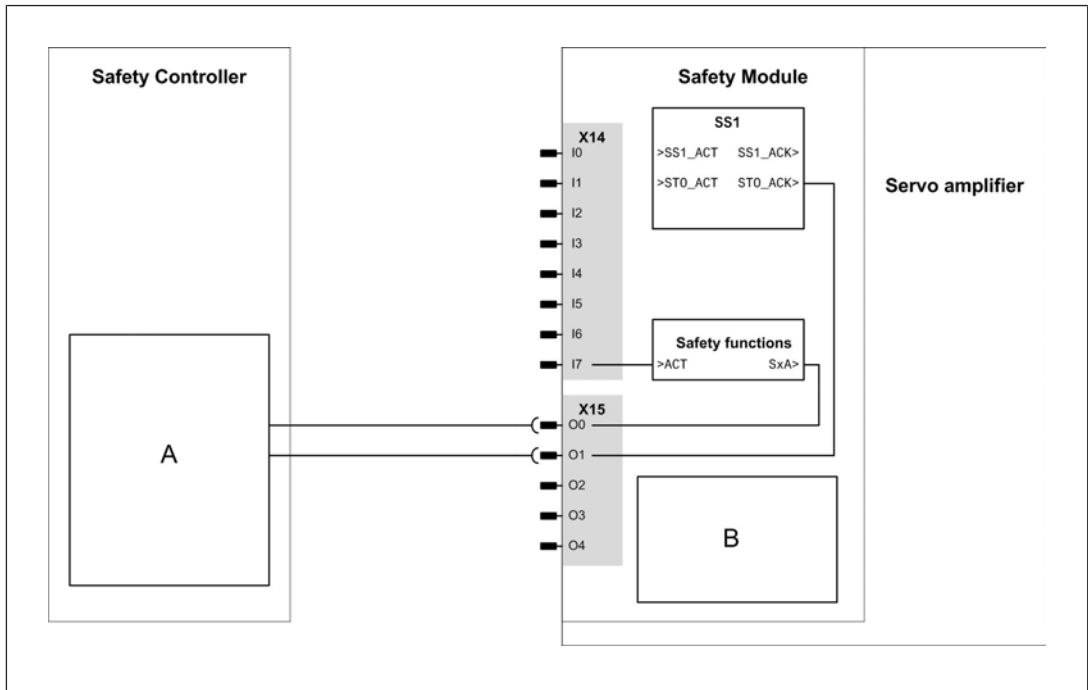 Safety Controller
Safety Module
Servo amplifier
SS1
>SS1_ACT SS1_ACK>
>STO_ACT STO_ACK>
X14
I0
I1
I2
I3
I4
I5
I6
I7
Safety functions
>ACT SxA>
X15
O0
O1
O2
O3
O4
A
B